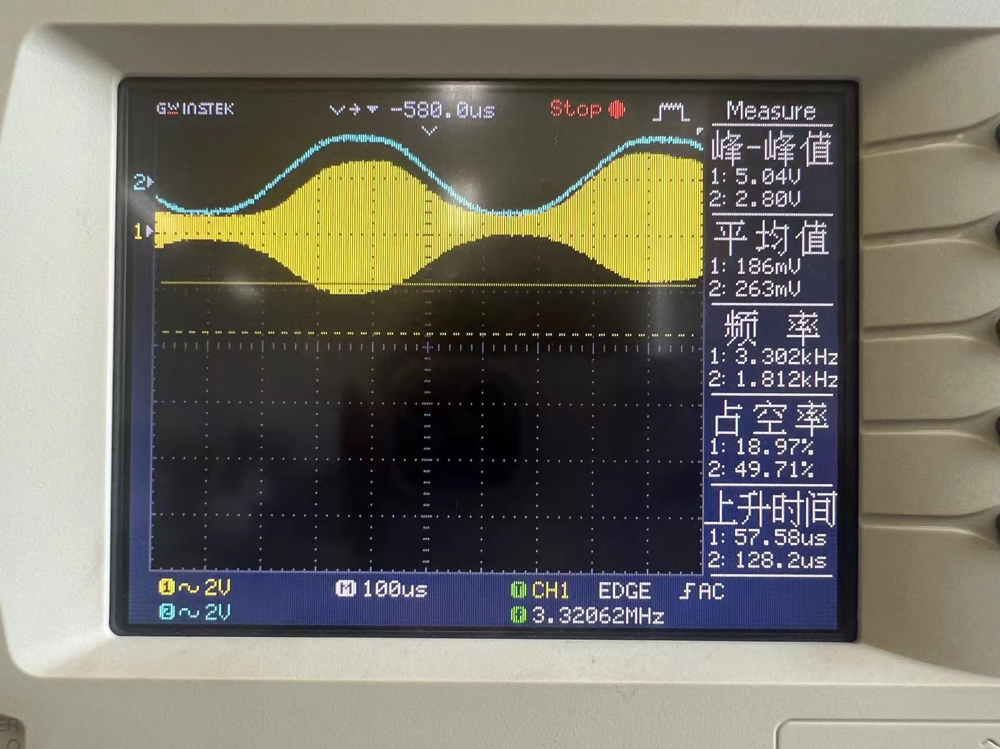 GWINSTEK -580.0us Stop Measure
峰-峰值
1: 5.04V
2: 2.80V
平均值
1: 186mV
2: 263mV
频率
1: 3.302kHz
2: 1.812kHz
占空率
1: 18.97%
2: 49.71%
上升时间
1: 57.58us
2: 128.2us
2
1
1 ~ 2V M 100us T CH1 EDGE AC
2 ~ 2V 3.32062MHz
ER